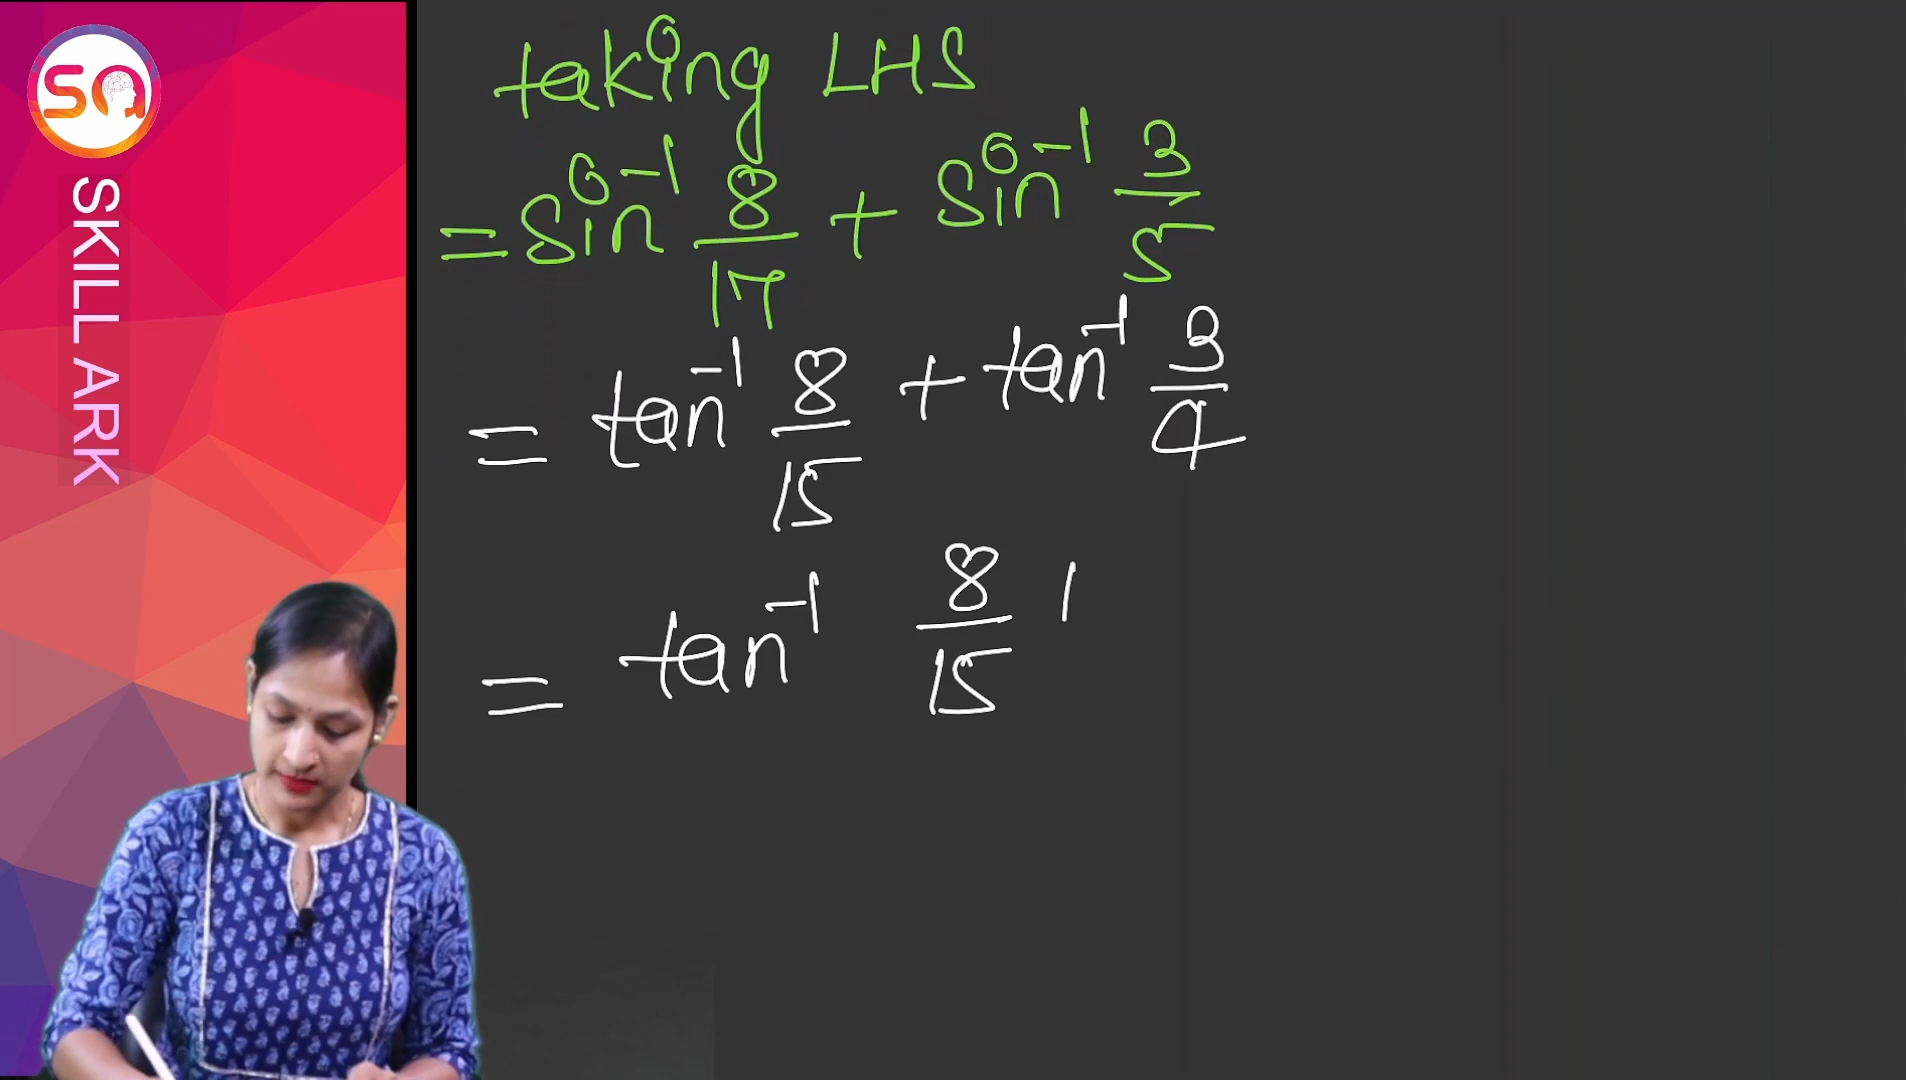 SQ
SKILL ARK
taking LHS
= sin⁻¹ 8/17 + sin⁻¹ 3/5
= tan⁻¹ 8/15 + tan⁻¹ 3/4
= tan⁻¹ 8/15